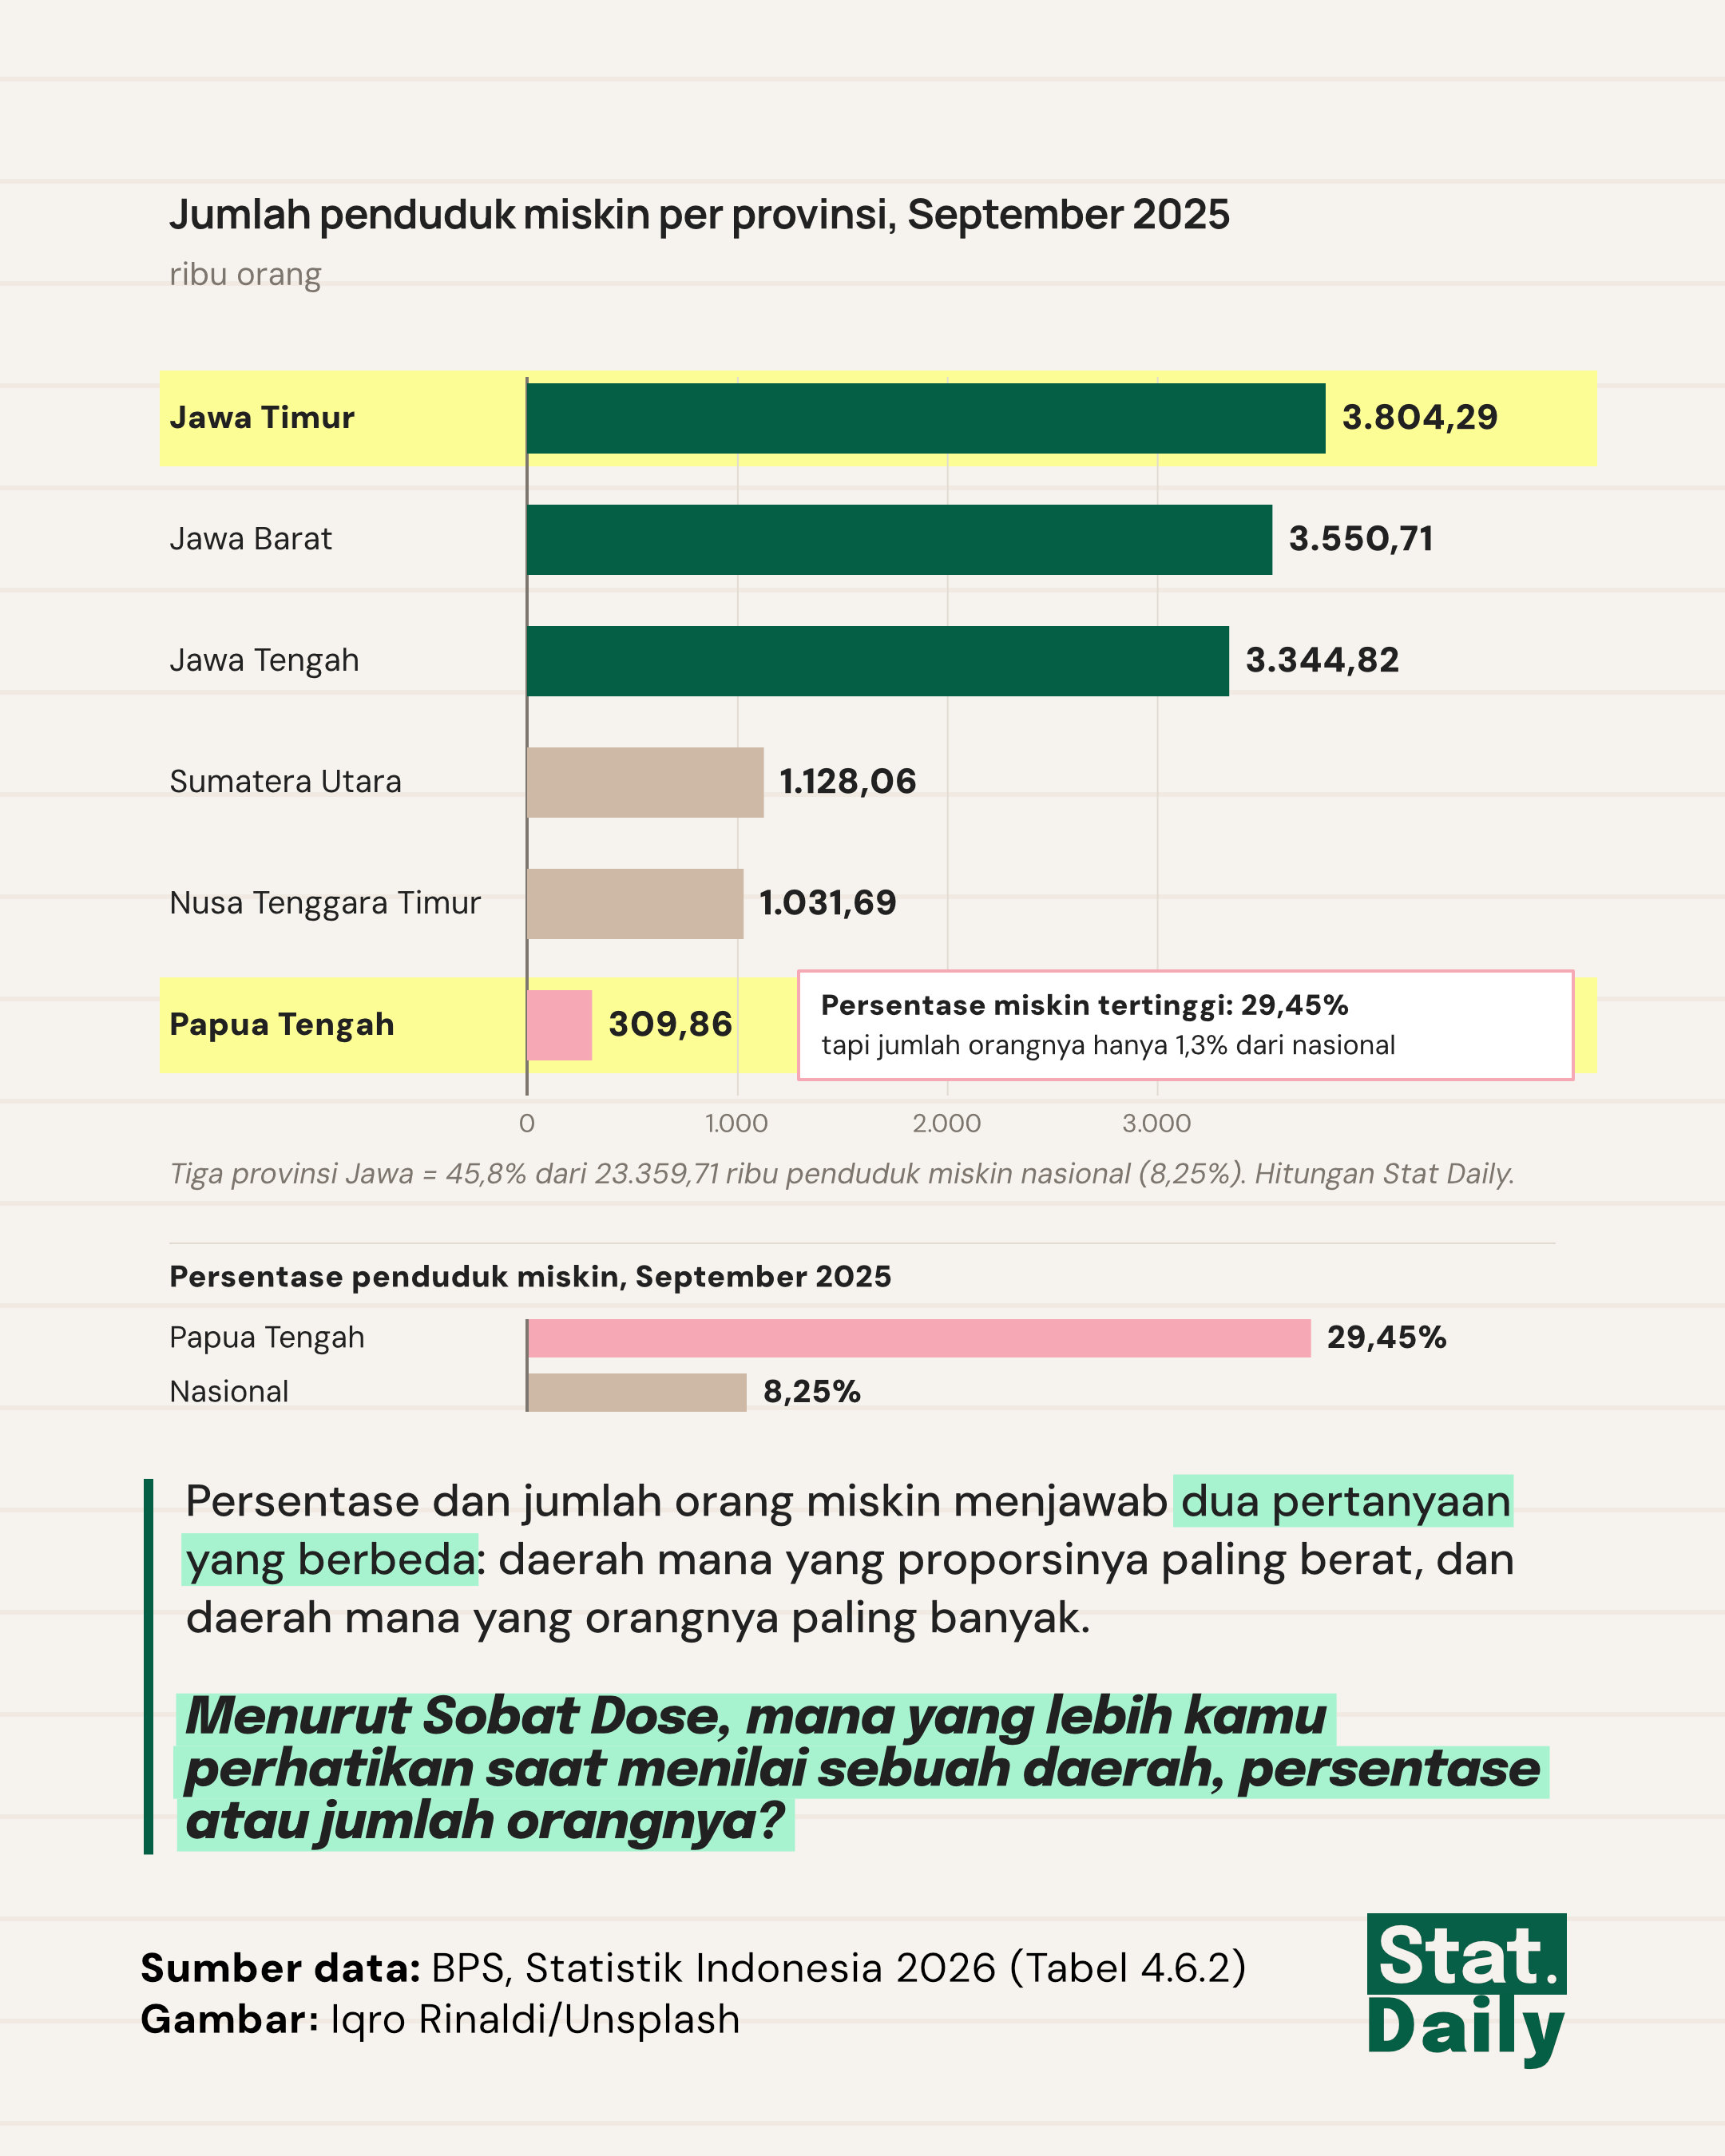 Jumlah penduduk miskin per provinsi, September 2025
ribu orang
Jawa Timur 3.804,29
Jawa Barat 3.550,71
Jawa Tengah 3.344,82
Sumatera Utara 1.128,06
Nusa Tenggara Timur 1.031,69
Papua Tengah 309,86
Persentase miskin tertinggi: 29,45%
tapi jumlah orangnya hanya 1,3% dari nasional
0 1.000 2.000 3.000
Tiga provinsi Jawa = 45,8% dari 23.359,71 ribu penduduk miskin nasional (8,25%). Hitungan Stat Daily.
Persentase penduduk miskin, September 2025
Papua Tengah 29,45%
Nasional 8,25%
Persentase dan jumlah orang miskin menjawab dua pertanyaan
yang berbeda: daerah mana yang proporsinya paling berat, dan
daerah mana yang orangnya paling banyak.
Menurut Sobat Dose, mana yang lebih kamu
perhatikan saat menilai sebuah daerah, persentase
atau jumlah orangnya?
Sumber data: BPS, Statistik Indonesia 2026 (Tabel 4.6.2)
Gambar: Iqro Rinaldi/Unsplash
Stat.
Daily